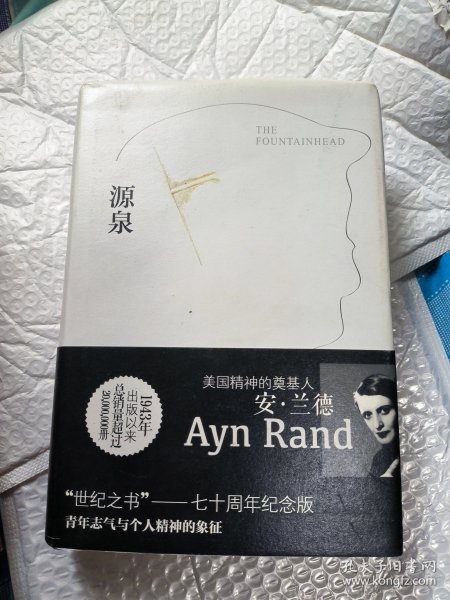 THE
FOUNTAINHEAD
源泉
1943年
出版以来
总销量超过
20,000,000册
美国精神的奠基人
安·兰德
Ayn Rand
“世纪之书”——七十周年纪念版
青年志气与个人精神的象征
孔夫子旧书网
www.kongfz.com